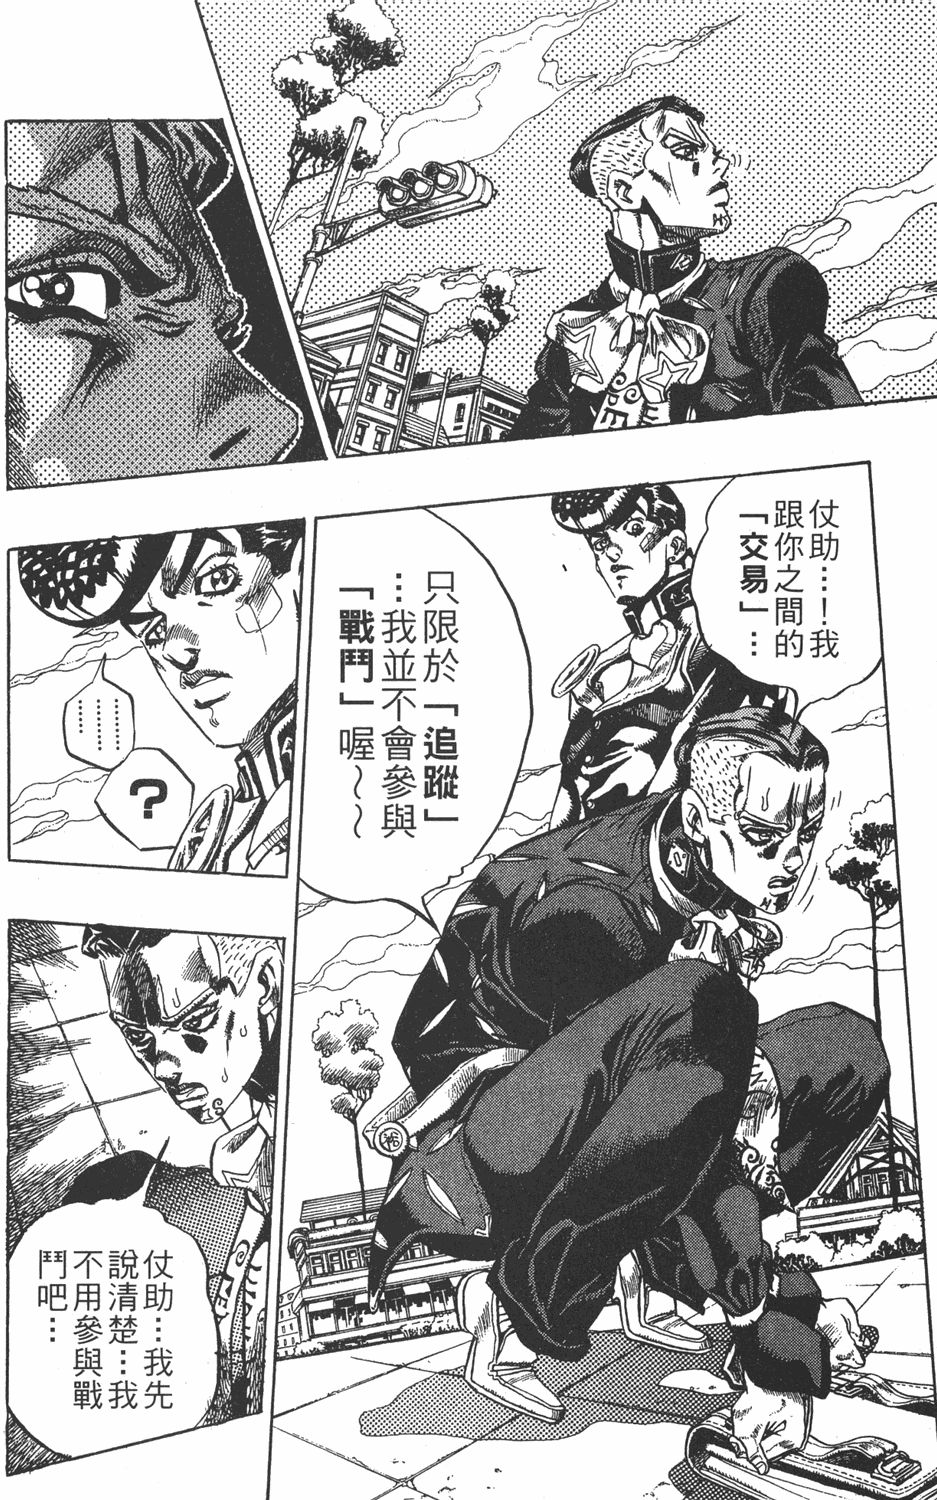 仗助…！我
跟你之間的
「交易」…
只限於「追蹤」
…我並不會參與
「戰鬥」喔～～
………
………
？
仗助…我先
說清楚…我
不用參與戰
鬥吧…